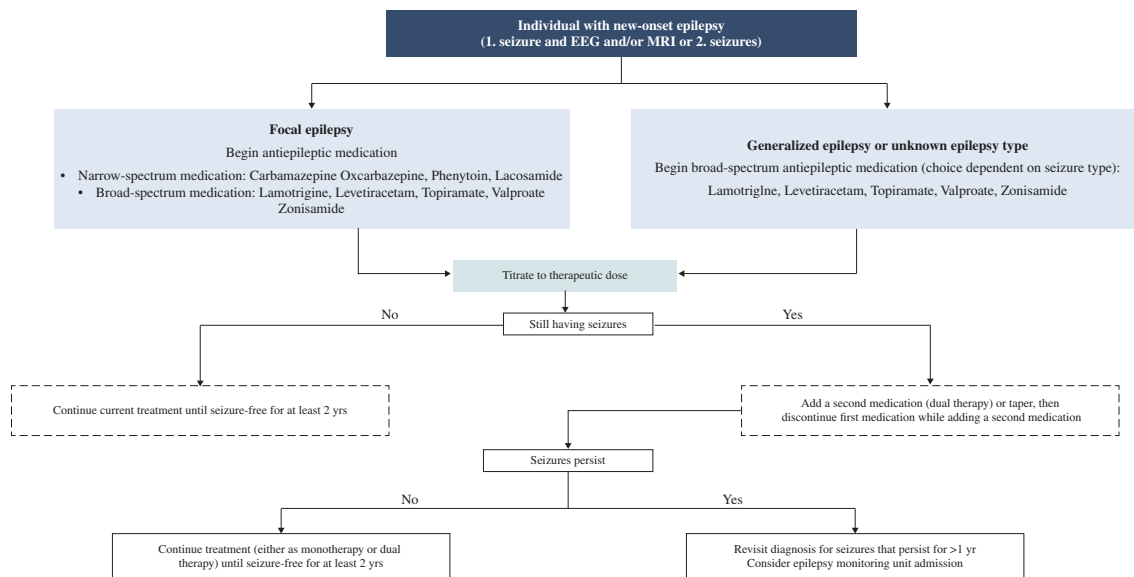 Individual with new-onset epilepsy
(1. seizure and EEG and/or MRI or 2. seizures)
Focal epilepsy
Begin antiepileptic medication
• Narrow-spectrum medication: Carbamazepine Oxcarbazepine, Phenytoin, Lacosamide
• Broad-spectrum medication: Lamotrigine, Levetiracetam, Topiramate, Valproate
Zonisamide
Generalized epilepsy or unknown epilepsy type
Begin broad-spectrum antiepileptic medication (choice dependent on seizure type):
Lamotriglne, Levetiracetam, Topiramate, Valproate, Zonisamide
Titrate to therapeutic dose
No
Still having seizures
Yes
Continue current treatment until seizure-free for at least 2 yrs
Add a second medication (dual therapy) or taper, then
discontinue first medication while adding a second medication
Seizures persist
No
Yes
Continue treatment (either as monotherapy or dual
therapy) until seizure-free for at least 2 yrs
Revisit diagnosis for seizures that persist for >1 yr
Consider epilepsy monitoring unit admission